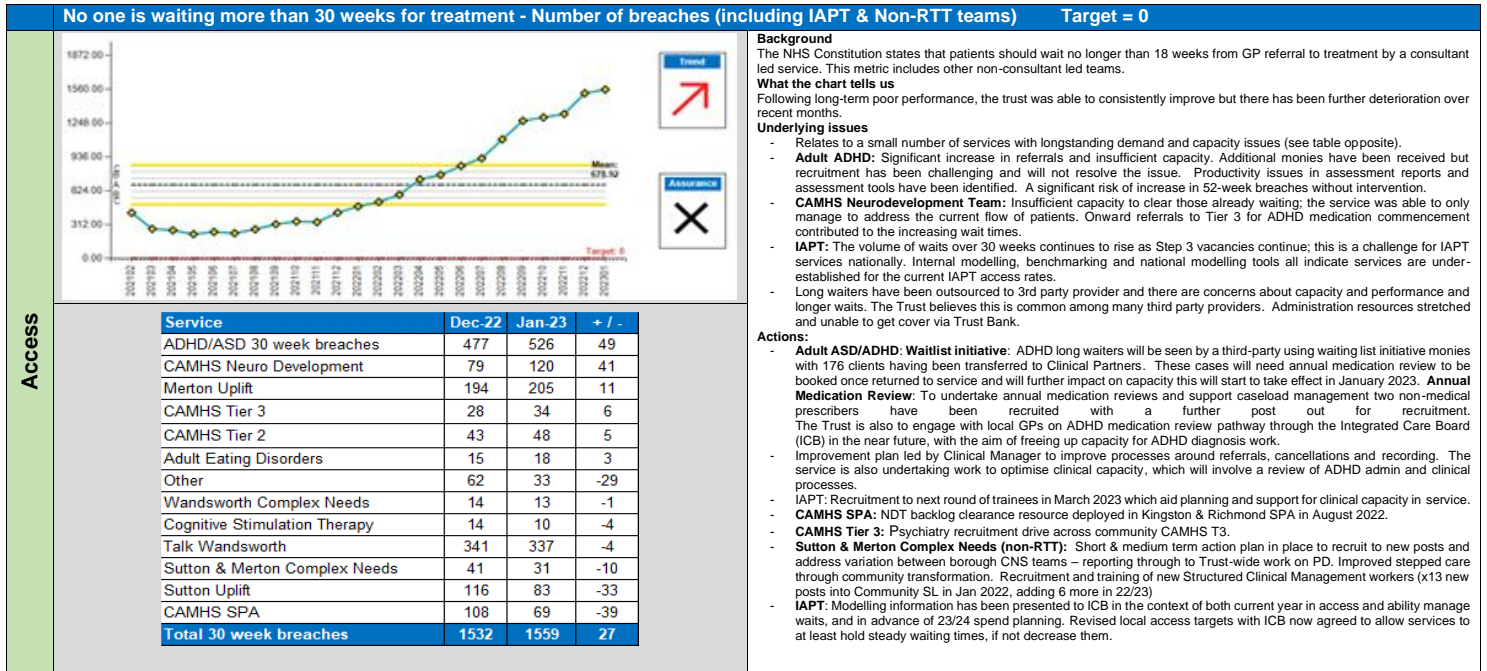 No one is waiting more than 30 weeks for treatment - Number of breaches (including IAPT & Non-RTT teams) Target = 0
Access
1872.00
1560.00
1248.00
936.00
624.00
312.00
0.00
Mean:
678.92
Target: 0
202102
202103
202104
202105
202106
202107
202108
202109
202110
202111
202112
202201
202202
202203
202204
202205
202206
202207
202208
202209
202210
202211
202212
202301
Trend
Assurance
Service Dec-22 Jan-23 + / -
ADHD/ASD 30 week breaches 477 526 49
CAMHS Neuro Development 79 120 41
Merton Uplift 194 205 11
CAMHS Tier 3 28 34 6
CAMHS Tier 2 43 48 5
Adult Eating Disorders 15 18 3
Other 62 33 -29
Wandsworth Complex Needs 14 13 -1
Cognitive Stimulation Therapy 14 10 -4
Talk Wandsworth 341 337 -4
Sutton & Merton Complex Needs 41 31 -10
Sutton Uplift 116 83 -33
CAMHS SPA 108 69 -39
Total 30 week breaches 1532 1559 27
Background
The NHS Constitution states that patients should wait no longer than 18 weeks from GP referral to treatment by a consultant
led service. This metric includes other non-consultant led teams.
What the chart tells us
Following long-term poor performance, the trust was able to consistently improve but there has been further deterioration over
recent months.
Underlying issues
- Relates to a small number of services with longstanding demand and capacity issues (see table opposite).
- Adult ADHD: Significant increase in referrals and insufficient capacity. Additional monies have been received but
recruitment has been challenging and will not resolve the issue. Productivity issues in assessment reports and
assessment tools have been identified. A significant risk of increase in 52-week breaches without intervention.
- CAMHS Neurodevelopment Team: Insufficient capacity to clear those already waiting; the service was able to only
manage to address the current flow of patients. Onward referrals to Tier 3 for ADHD medication commencement
contributed to the increasing wait times.
- IAPT: The volume of waits over 30 weeks continues to rise as Step 3 vacancies continue; this is a challenge for IAPT
services nationally. Internal modelling, benchmarking and national modelling tools all indicate services are under-
established for the current IAPT access rates.
- Long waiters have been outsourced to 3rd party provider and there are concerns about capacity and performance and
longer waits. The Trust believes this is common among many third party providers. Administration resources stretched
and unable to get cover via Trust Bank.
Actions:
- Adult ASD/ADHD: Waitlist initiative: ADHD long waiters will be seen by a third-party using waiting list initiative monies
with 176 clients having been transferred to Clinical Partners. These cases will need annual medication review to be
booked once returned to service and will further impact on capacity this will start to take effect in January 2023. Annual
Medication Review: To undertake annual medication reviews and support caseload management two non-medical
prescribers have been recruited with a further post out for recruitment.
The Trust is also to engage with local GPs on ADHD medication review pathway through the Integrated Care Board
(ICB) in the near future, with the aim of freeing up capacity for ADHD diagnosis work.
- Improvement plan led by Clinical Manager to improve processes around referrals, cancellations and recording. The
service is also undertaking work to optimise clinical capacity, which will involve a review of ADHD admin and clinical
processes.
- IAPT: Recruitment to next round of trainees in March 2023 which aid planning and support for clinical capacity in service.
- CAMHS SPA: NDT backlog clearance resource deployed in Kingston & Richmond SPA in August 2022.
- CAMHS Tier 3: Psychiatry recruitment drive across community CAMHS T3.
- Sutton & Merton Complex Needs (non-RTT): Short & medium term action plan in place to recruit to new posts and
address variation between borough CNS teams – reporting through to Trust-wide work on PD. Improved stepped care
through community transformation. Recruitment and training of new Structured Clinical Management workers (x13 new
posts into Community SL in Jan 2022, adding 6 more in 22/23)
- IAPT: Modelling information has been presented to ICB in the context of both current year in access and ability manage
waits, and in advance of 23/24 spend planning. Revised local access targets with ICB now agreed to allow services to
at least hold steady waiting times, if not decrease them.